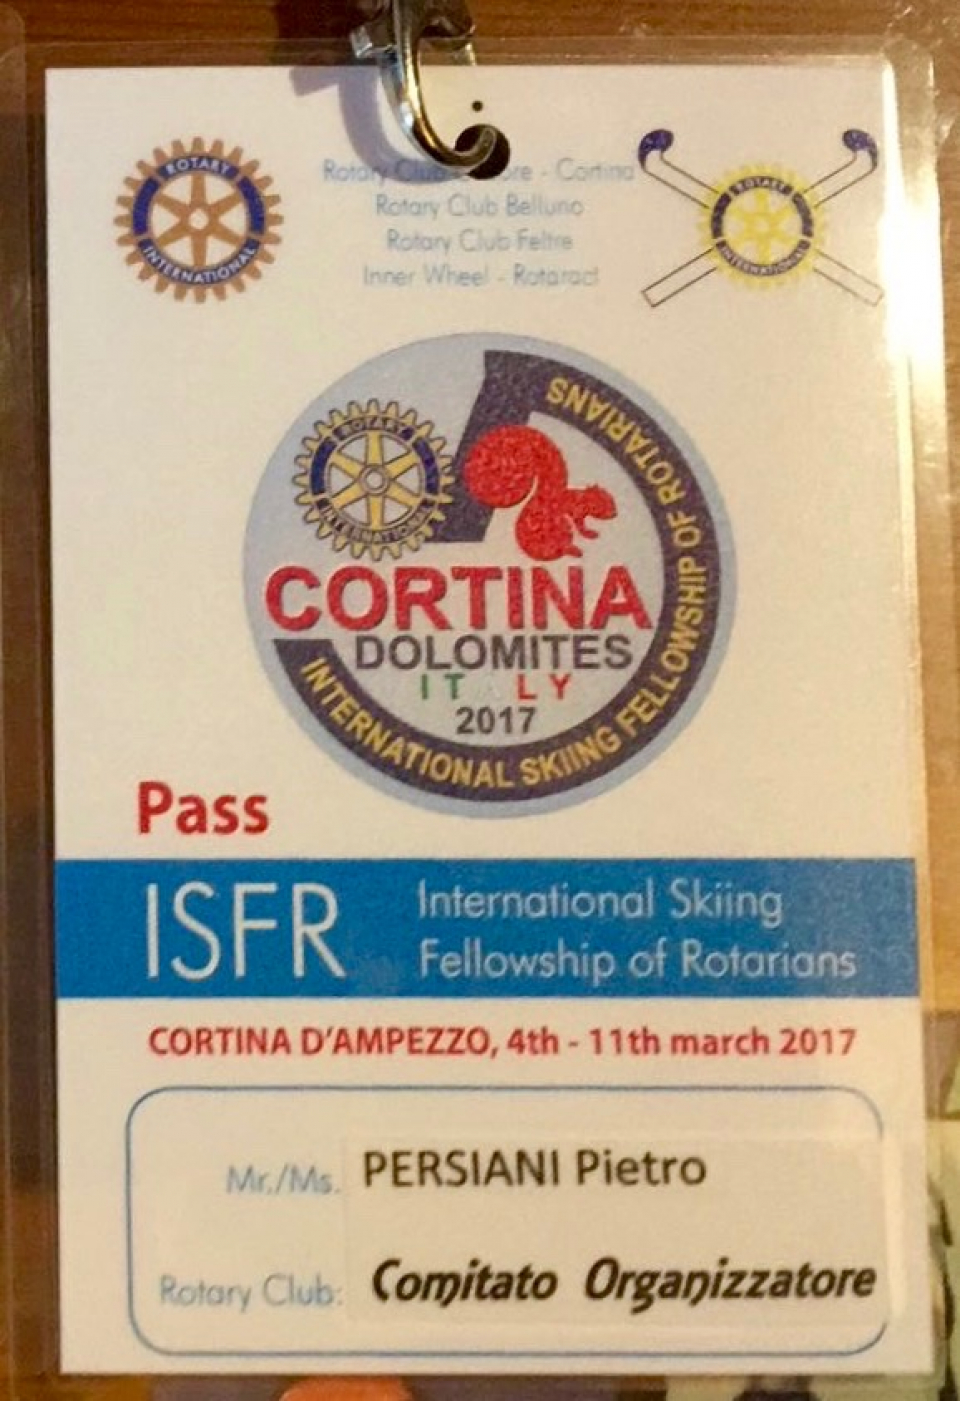 ROTARY
INTERNATIONAL
Rotary Club Cadore - Cortina
Rotary Club Belluno
Rotary Club Feltre
Inner Wheel - Rotaract
ROTARY
INTERNATIONAL
ROTARY
INTERNATIONAL
CORTINA
DOLOMITES
ITALY
2017
INTERNATIONAL SKIING FELLOWSHIP OF ROTARIANS
Pass
ISFR
International Skiing
Fellowship of Rotarians
CORTINA D'AMPEZZO, 4th - 11th march 2017
Mr./Ms. PERSIANI Pietro
Rotary Club: Comitato Organizzatore